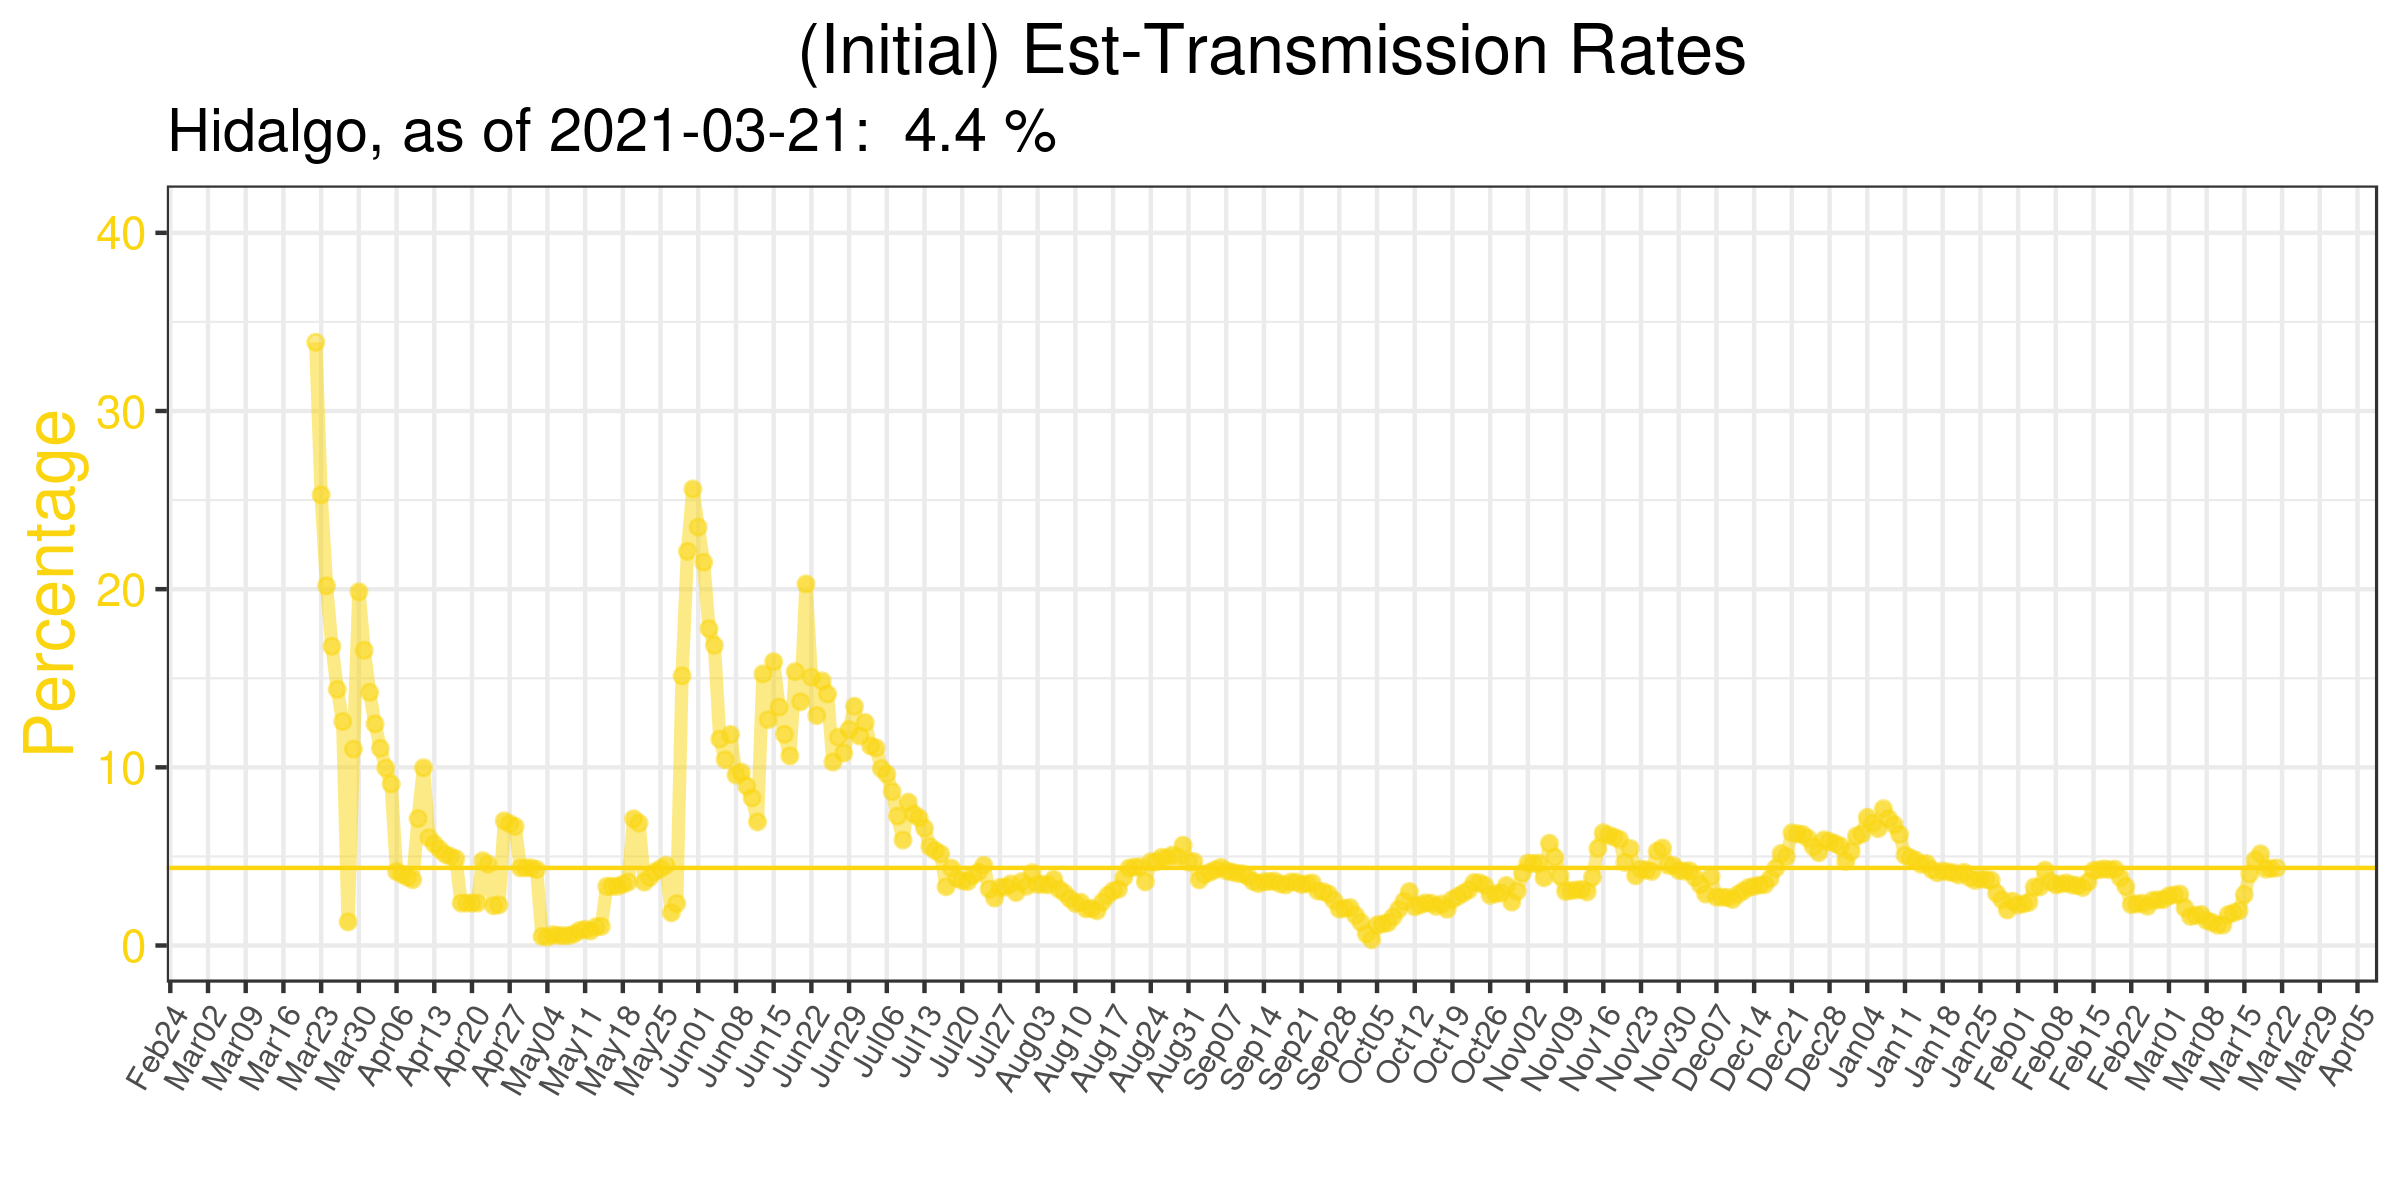 (Initial) Est-Transmission Rates
Hidalgo, as of 2021-03-21:  4.4 %
Percentage
40
30
20
10
0
Feb24 Mar02 Mar09 Mar16 Mar23 Mar30 Apr06 Apr13 Apr20 Apr27 May04 May11 May18 May25 Jun01 Jun08 Jun15 Jun22 Jun29 Jul06 Jul13 Jul20 Jul27 Aug03 Aug10 Aug17 Aug24 Aug31 Sep07 Sep14 Sep21 Sep28 Oct05 Oct12 Oct19 Oct26 Nov02 Nov09 Nov16 Nov23 Nov30 Dec07 Dec14 Dec21 Dec28 Jan04 Jan11 Jan18 Jan25 Feb01 Feb08 Feb15 Feb22 Mar01 Mar08 Mar15 Mar22 Mar29 Apr05